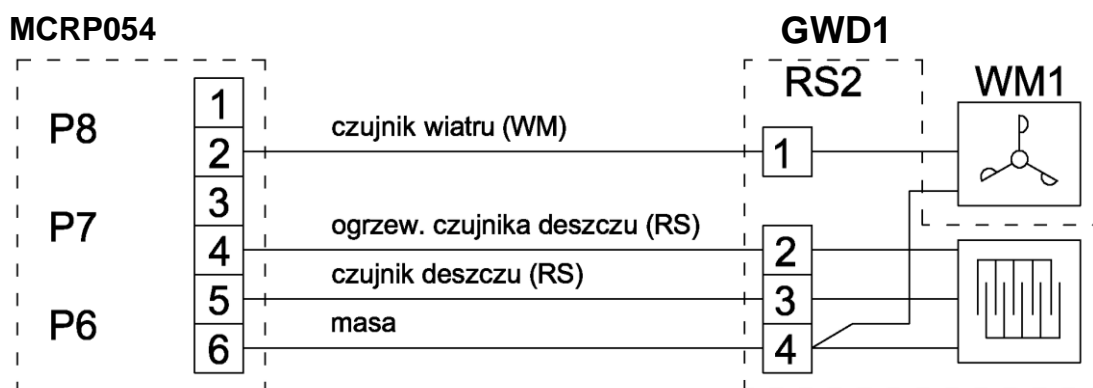 MCRP054
GWD1
RS2
WM1
P8
1
czujnik wiatru (WM)
2
1
P7
3
ogrzew. czujnika deszczu (RS)
4
2
czujnik deszczu (RS)
5
3
P6
masa
6
4